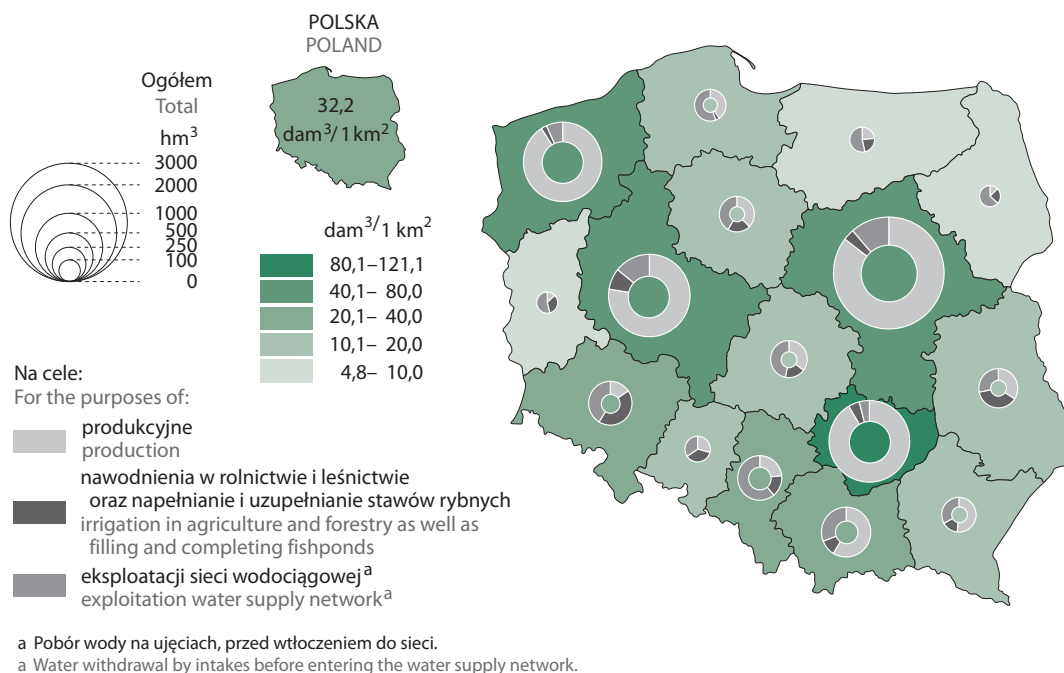 POLSKA
POLAND
32,2
dam³/1 km²
Ogółem
Total
hm³
3000
2000
1000
500
250
100
0
dam³/1 km²
80,1–121,1
40,1– 80,0
20,1– 40,0
10,1– 20,0
4,8– 10,0
Na cele:
For the purposes of:
produkcyjne
production
nawodnienia w rolnictwie i leśnictwie
oraz napełnianie i uzupełnianie stawów rybnych
irrigation in agriculture and forestry as well as
filling and completing fishponds
eksploatacji sieci wodociągowej a
exploitation water supply network a
a Pobór wody na ujęciach, przed wtłoczeniem do sieci.
a Water withdrawal by intakes before entering the water supply network.